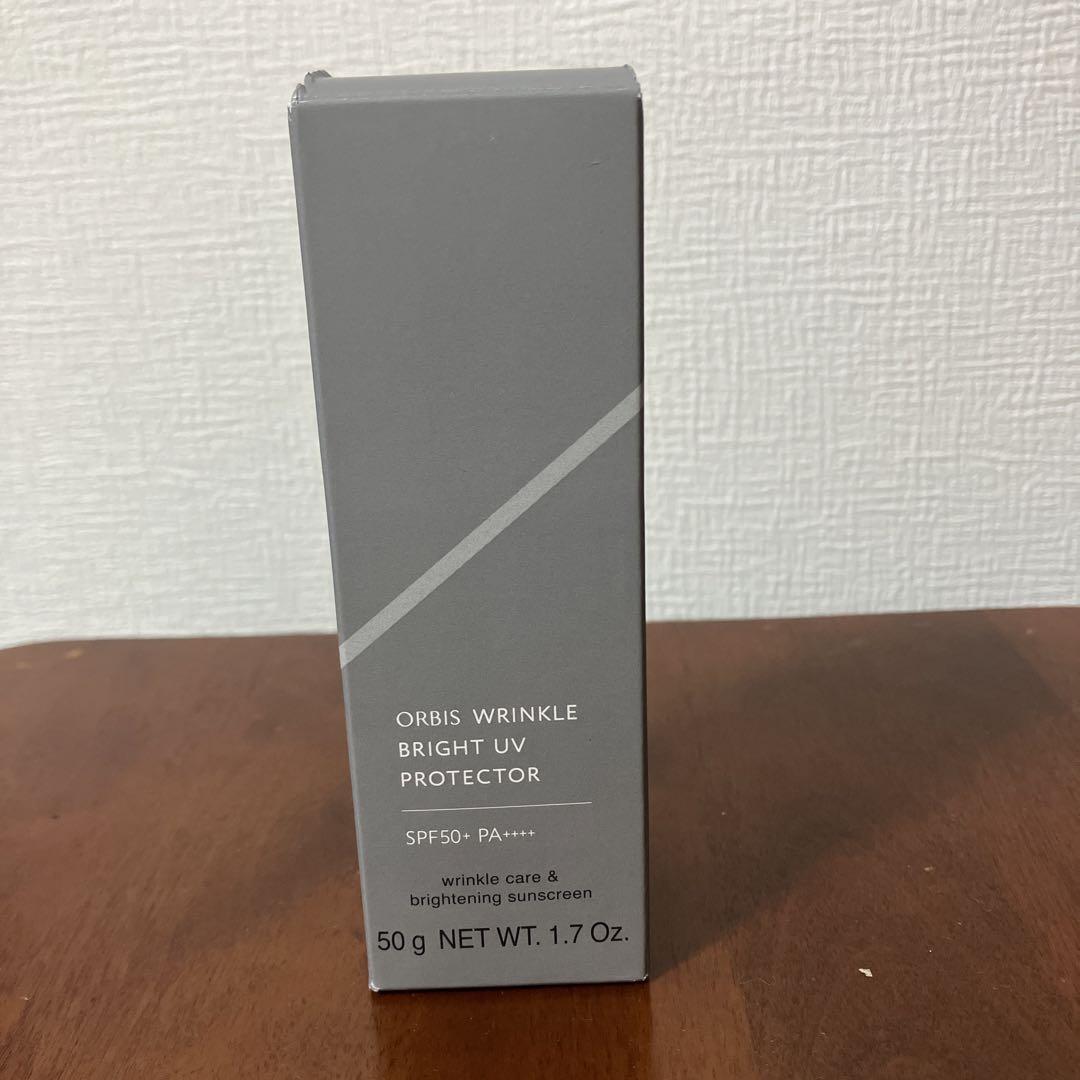 ORBIS WRINKLE
BRIGHT UV
PROTECTOR
SPF50+ PA++++
wrinkle care &
brightening sunscreen
50 g NET WT. 1.7 Oz.